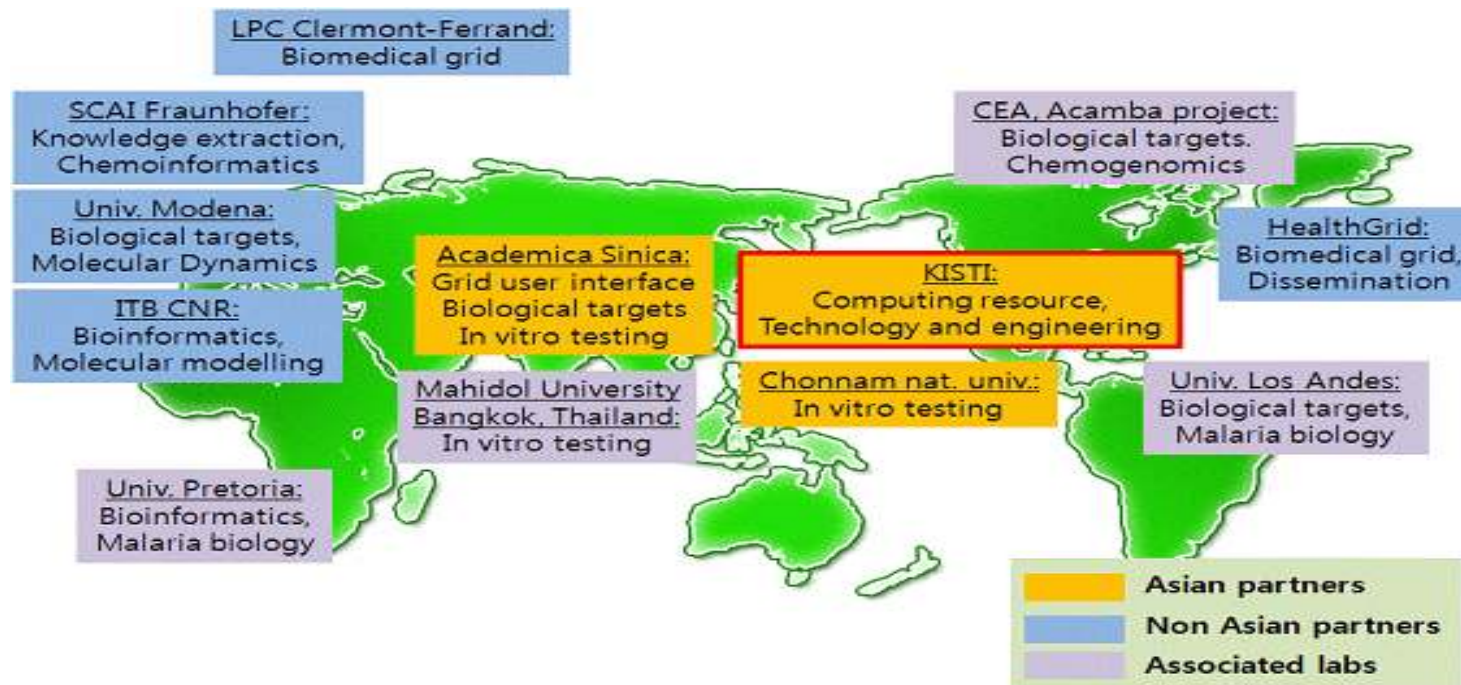 LPC Clermont-Ferrand:
Biomedical grid
SCAI Fraunhofer:
Knowledge extraction,
Chemoinformatics
CEA, Acamba project:
Biological targets.
Chemogenomics
Univ. Modena:
Biological targets,
Molecular Dynamics
HealthGrid:
Biomedical grid,
Dissemination
Academica Sinica:
Grid user interface
Biological targets
In vitro testing
KISTI:
Computing resource,
Technology and engineering
ITB CNR:
Bioinformatics,
Molecular modelling
Mahidol University
Bangkok, Thailand:
In vitro testing
Chonnam nat. univ.:
In vitro testing
Univ. Los Andes:
Biological targets,
Malaria biology
Univ. Pretoria:
Bioinformatics,
Malaria biology
Asian partners
Non Asian partners
Associated labs